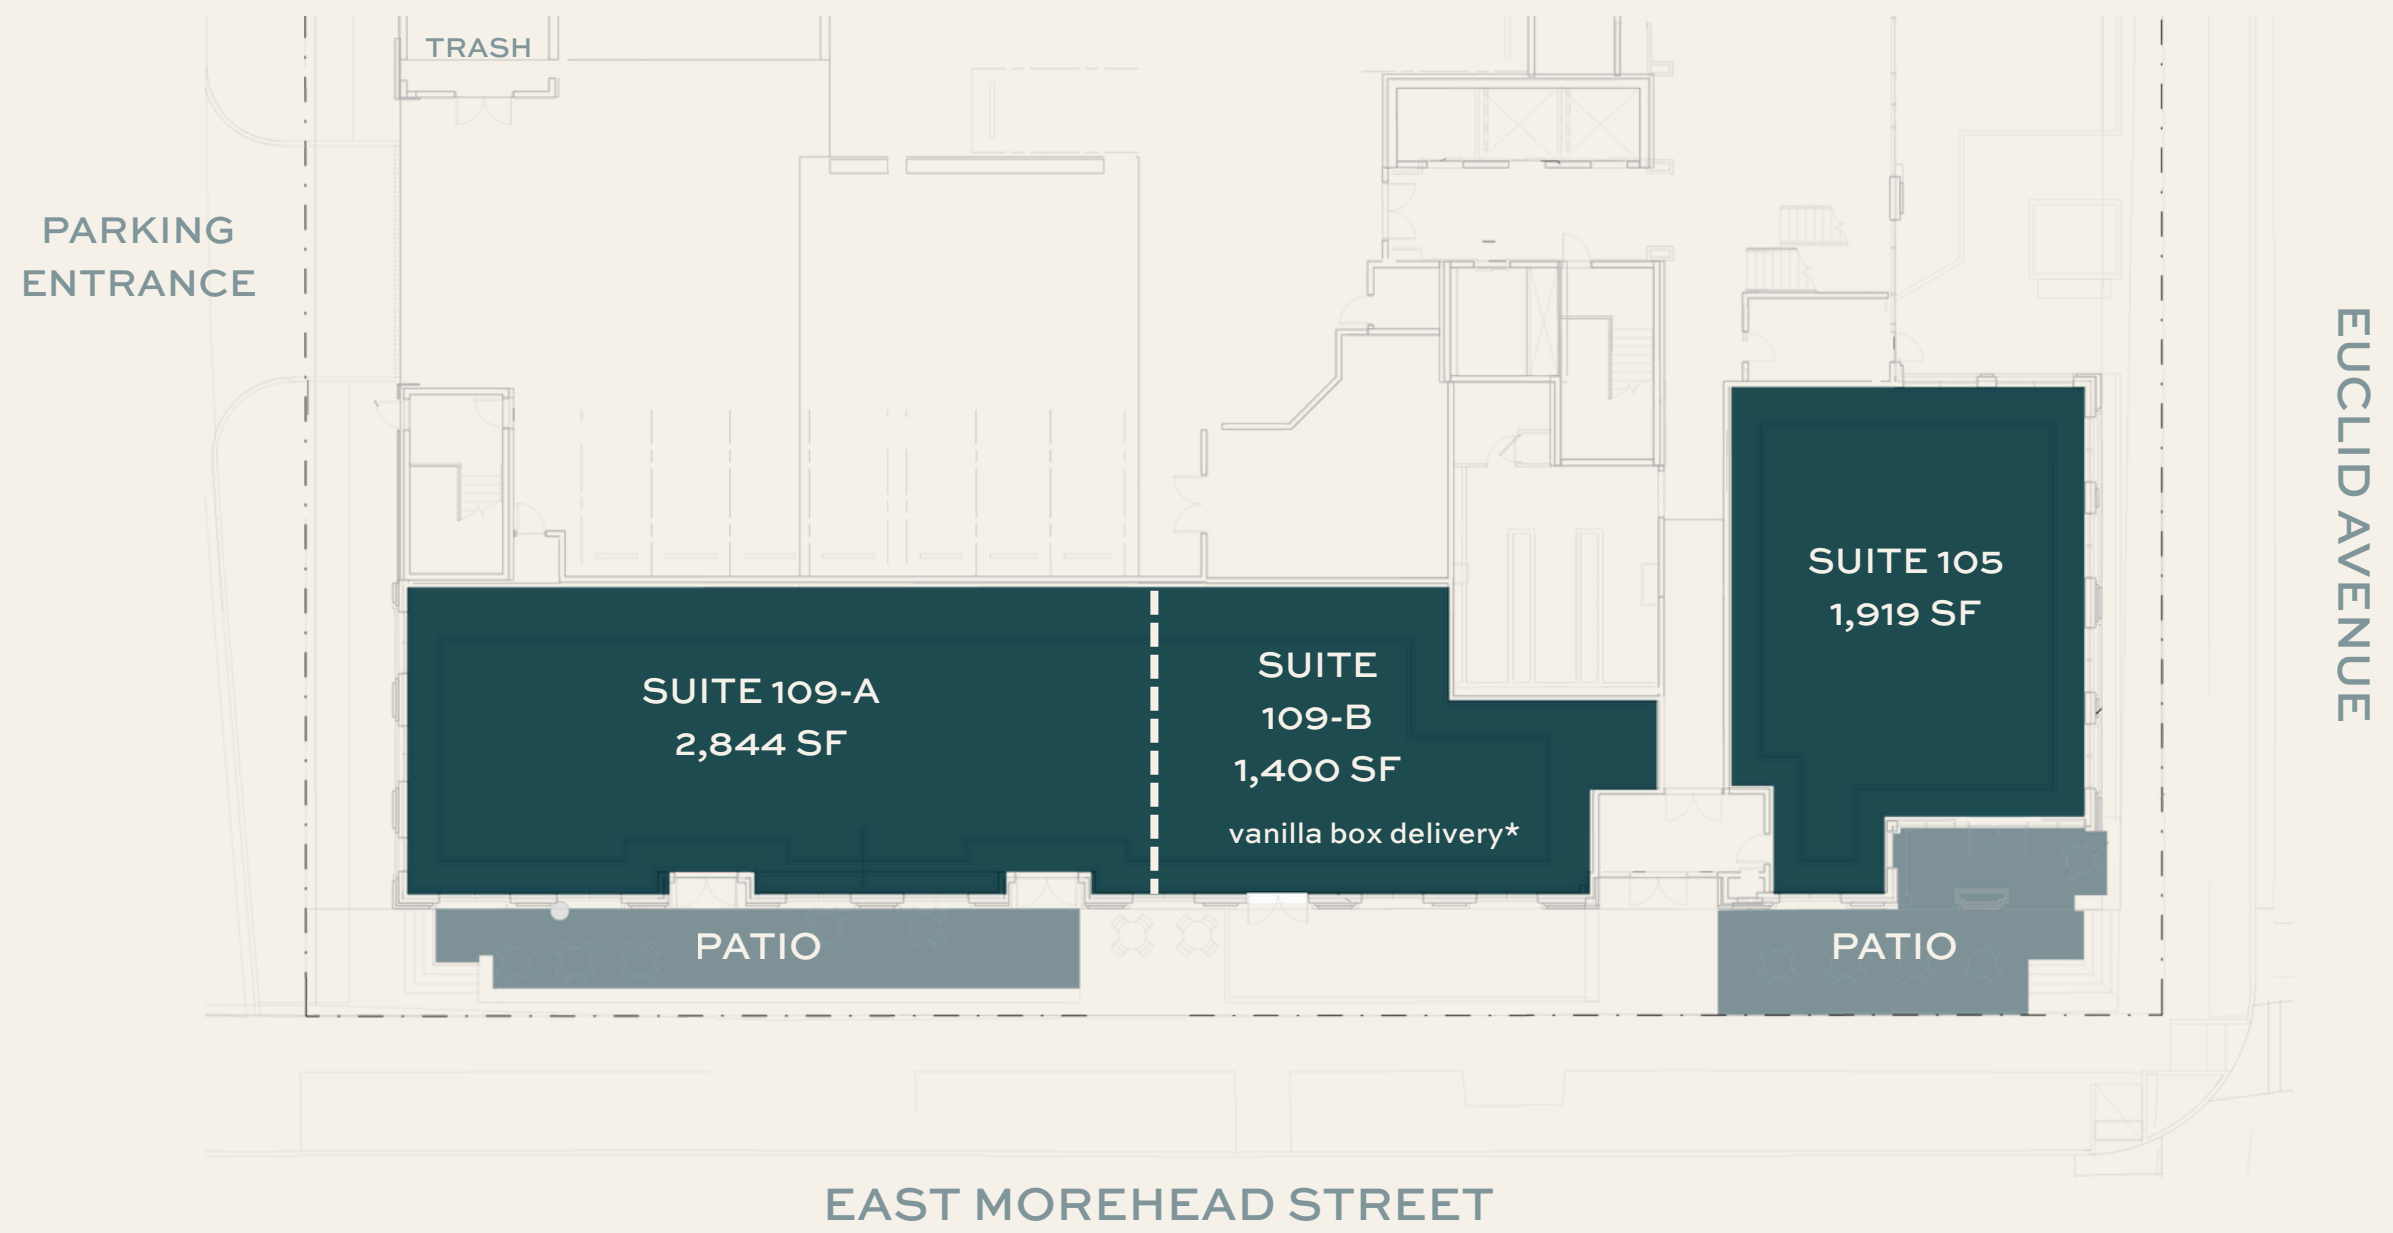 TRASH
PARKING
ENTRANCE
EUCLID AVENUE
SUITE 105
1,919 SF
SUITE 109-A
2,844 SF
SUITE
109-B
1,400 SF
vanilla box delivery*
PATIO
PATIO
EAST MOREHEAD STREET